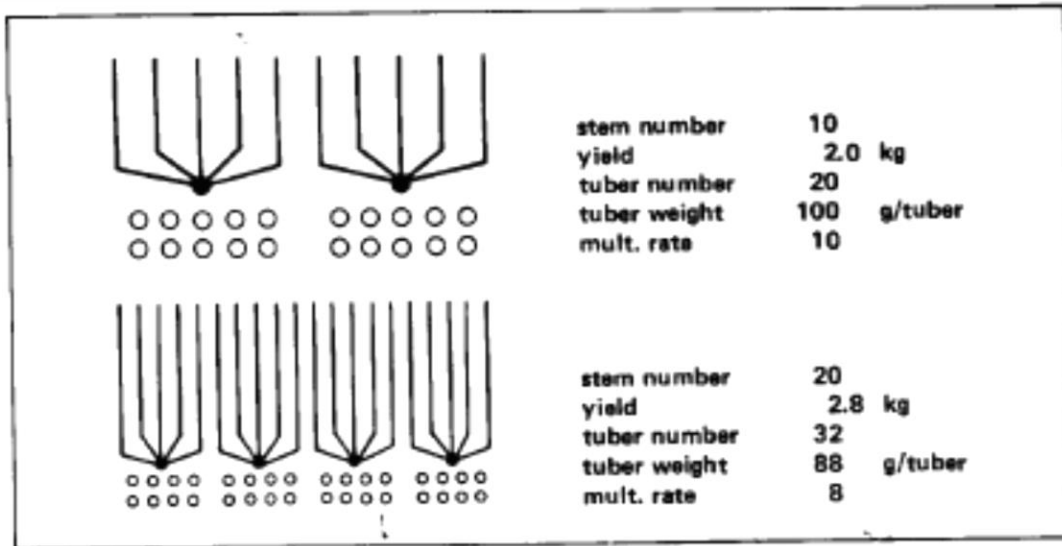 stem number 10
yield 2.0 kg
tuber number 20
tuber weight 100 g/tuber
mult. rate 10
stem number 20
yield 2.8 kg
tuber number 32
tuber weight 88 g/tuber
mult. rate 8